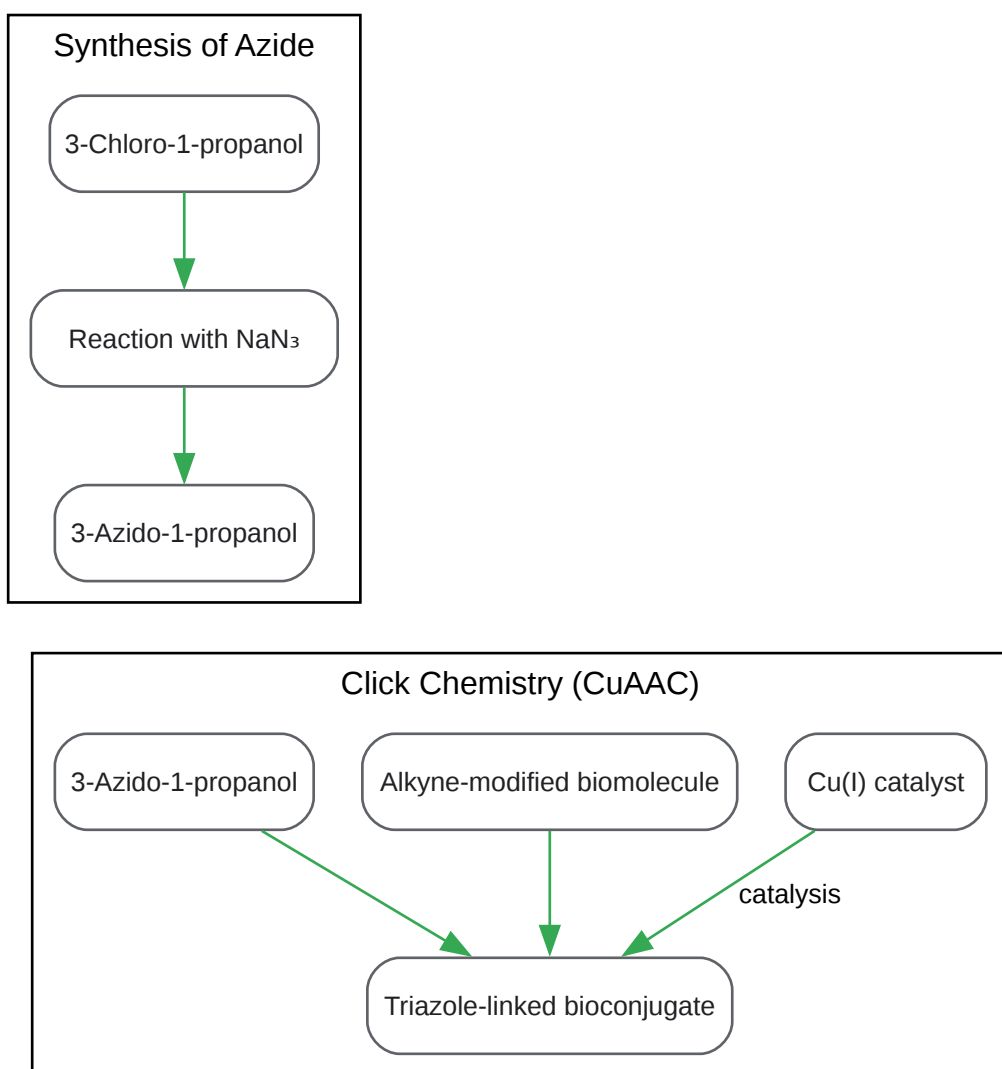 Synthesis of Azide
3-Chloro-1-propanol
Reaction with NaN₃
3-Azido-1-propanol
Click Chemistry (CuAAC)
3-Azido-1-propanol
Alkyne-modified biomolecule
Cu(I) catalyst
catalysis
Triazole-linked bioconjugate